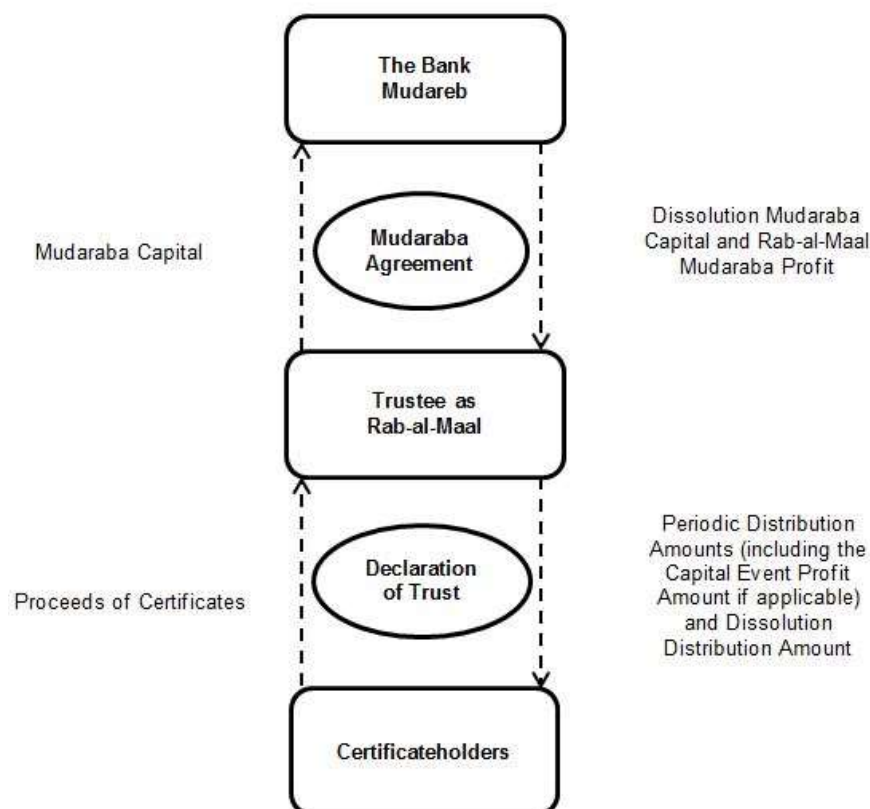 The Bank
Mudareb
Mudaraba Capital
Mudaraba
Agreement
Dissolution Mudaraba
Capital and Rab-al-Maal
Mudaraba Profit
Trustee as
Rab-al-Maal
Proceeds of Certificates
Declaration
of Trust
Periodic Distribution
Amounts (including the
Capital Event Profit
Amount if applicable)
and Dissolution
Distribution Amount
Certificateholders